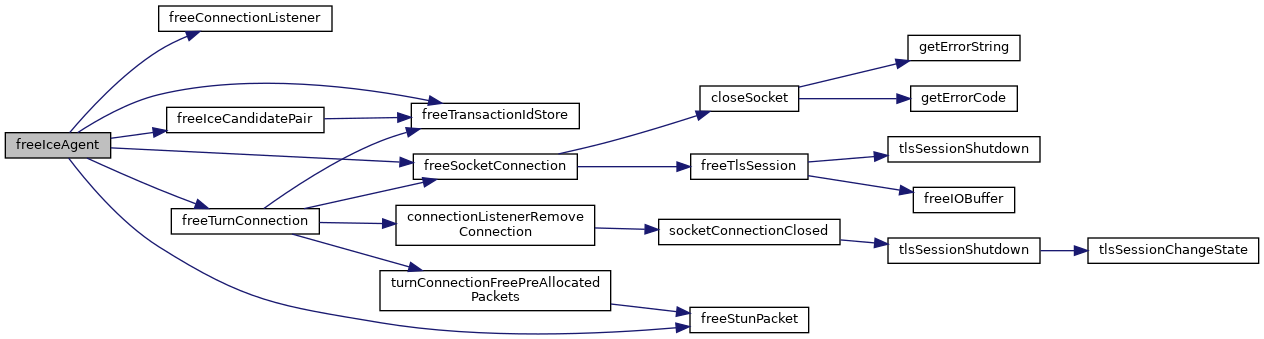 freeIceAgent
freeConnectionListener
freeIceCandidatePair
freeTurnConnection
freeTransactionIdStore
freeSocketConnection
connectionListenerRemove
Connection
turnConnectionFreePreAllocated
Packets
closeSocket
freeTlsSession
socketConnectionClosed
freeStunPacket
getErrorString
getErrorCode
tlsSessionShutdown
freeIOBuffer
tlsSessionShutdown
tlsSessionChangeState